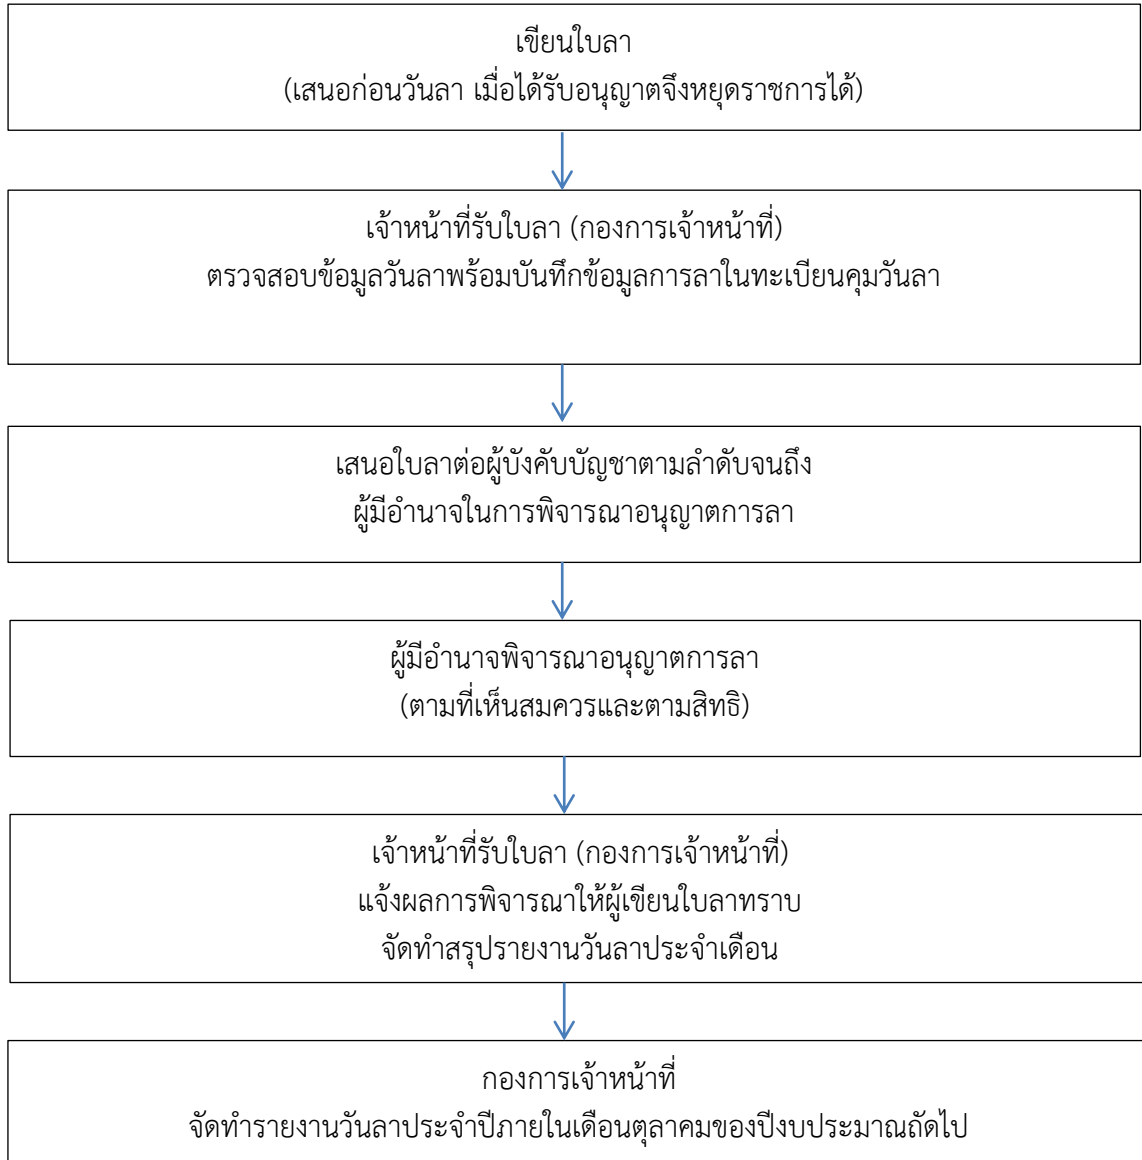 เขียนใบลา
(เสนอก่อนวันลา เมื่อได้รับอนุญาตจึงหยุดราชการได้)
เจ้าหน้าที่รับใบลา (กองการเจ้าหน้าที่)
ตรวจสอบข้อมูลวันลาพร้อมบันทึกข้อมูลการลาในทะเบียนคุมวันลา
เสนอใบลาต่อผู้บังคับบัญชาตามลำดับจนถึง
ผู้มีอำนาจในการพิจารณาอนุญาตการลา
ผู้มีอำนาจพิจารณาอนุญาตการลา
(ตามที่เห็นสมควรและตามสิทธิ)
เจ้าหน้าที่รับใบลา (กองการเจ้าหน้าที่)
แจ้งผลการพิจารณาให้ผู้เขียนใบลาทราบ
จัดทำสรุปรายงานวันลาประจำเดือน
กองการเจ้าหน้าที่
จัดทำรายงานวันลาประจำปีภายในเดือนตุลาคมของปีงบประมาณถัดไป